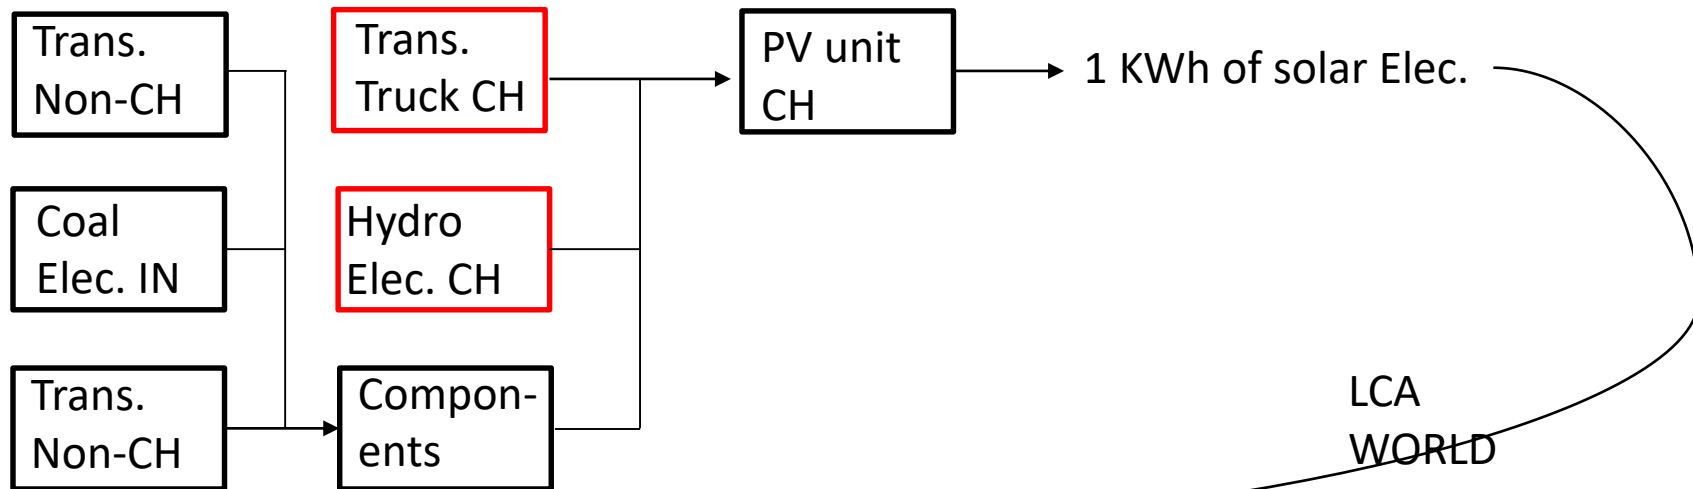 Trans.
Non-CH
Trans.
Truck CH
PV unit
CH
1 KWh of solar Elec.
Coal
Elec. IN
Hydro
Elec. CH
Trans.
Non-CH
Compon-
ents
LCA
WORLD